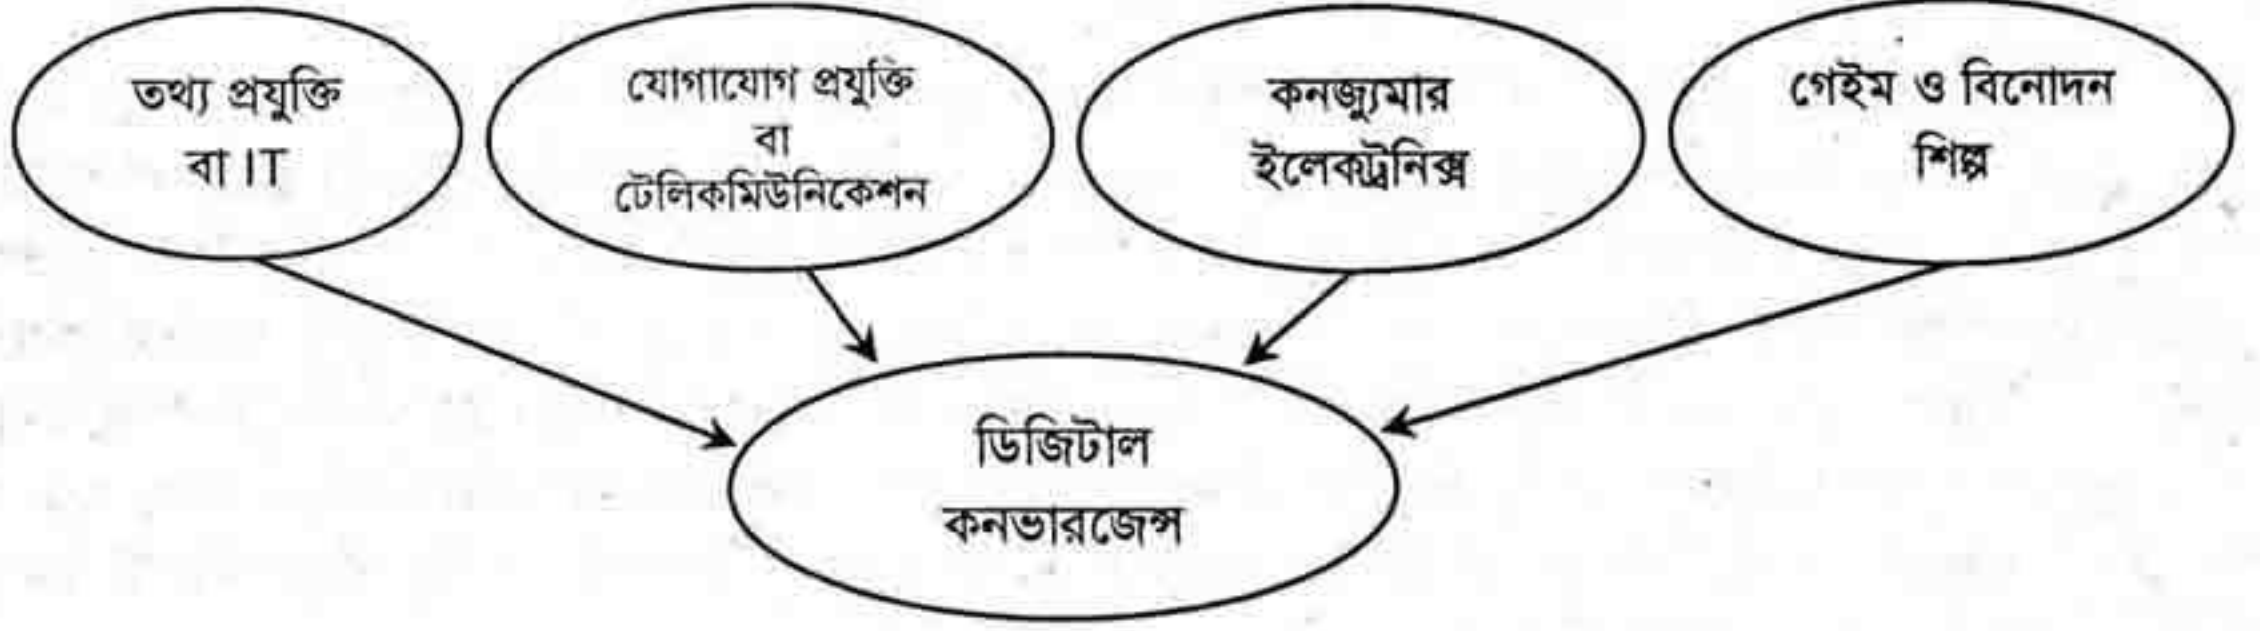 তথ্য প্রযুক্তি
বা IT
যোগাযোগ প্রযুক্তি
বা
টেলিকমিউনিকেশন
কনজ্যুমার
ইলেকট্রনিক্স
গেইম ও বিনোদন
শিল্প
ডিজিটাল
কনভারজেন্স